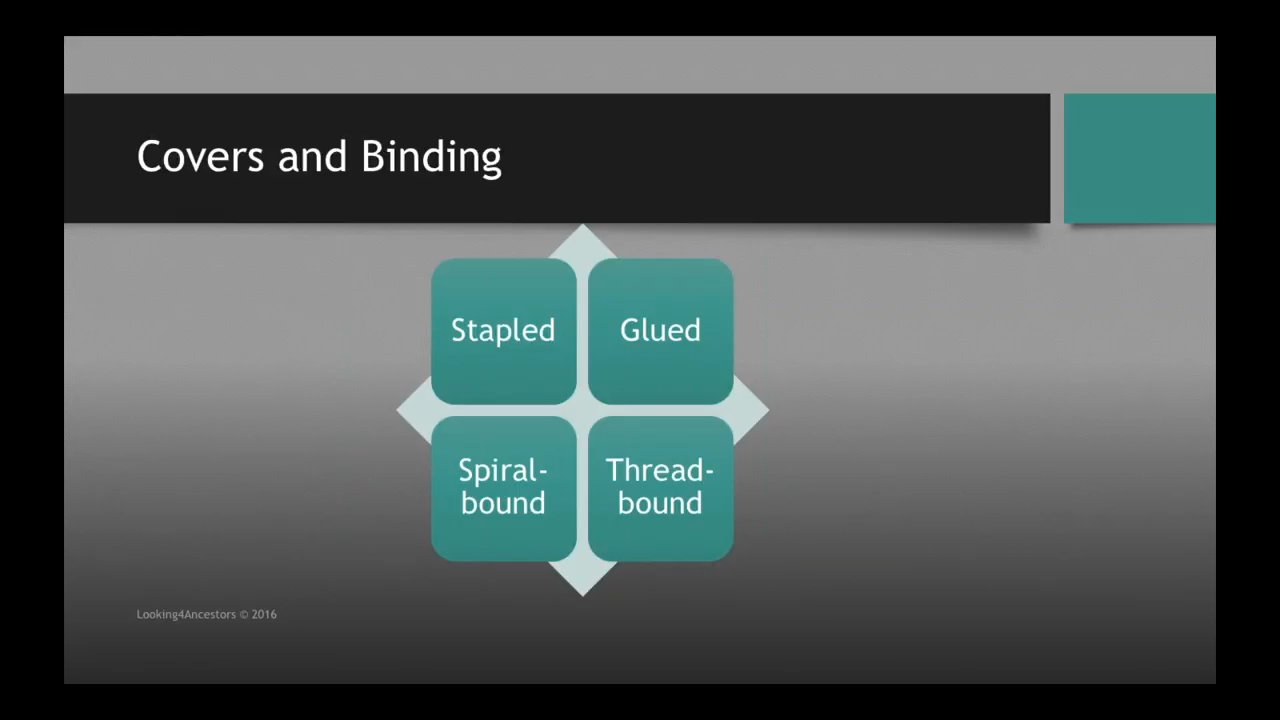 Covers and Binding
Stapled
Glued
Spiral-
bound
Thread-
bound
Looking4Ancestors © 2016